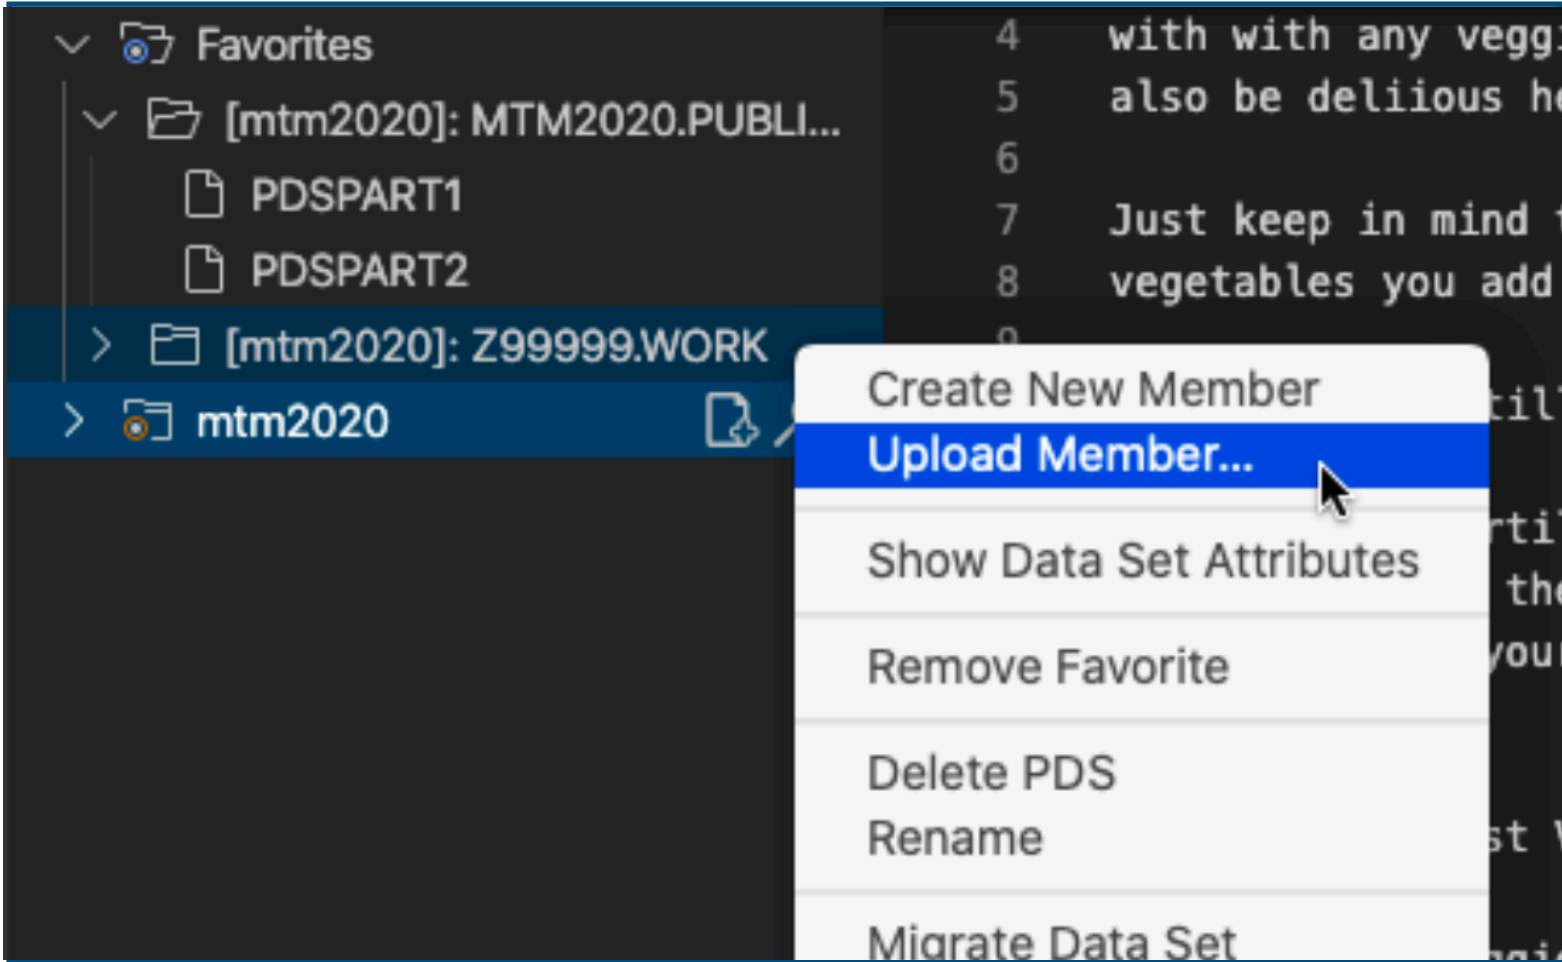 Favorites
[mtm2020]: MTM2020.PUBLI...
PDSPART1
PDSPART2
[mtm2020]: Z99999.WORK
mtm2020
4 with with any
5 also be deliious
6
7 Just keep in mind
8 vegetables you add
9
Create New Member
Upload Member...
Show Data Set Attributes
Remove Favorite
Delete PDS
Rename
Migrate Data Set